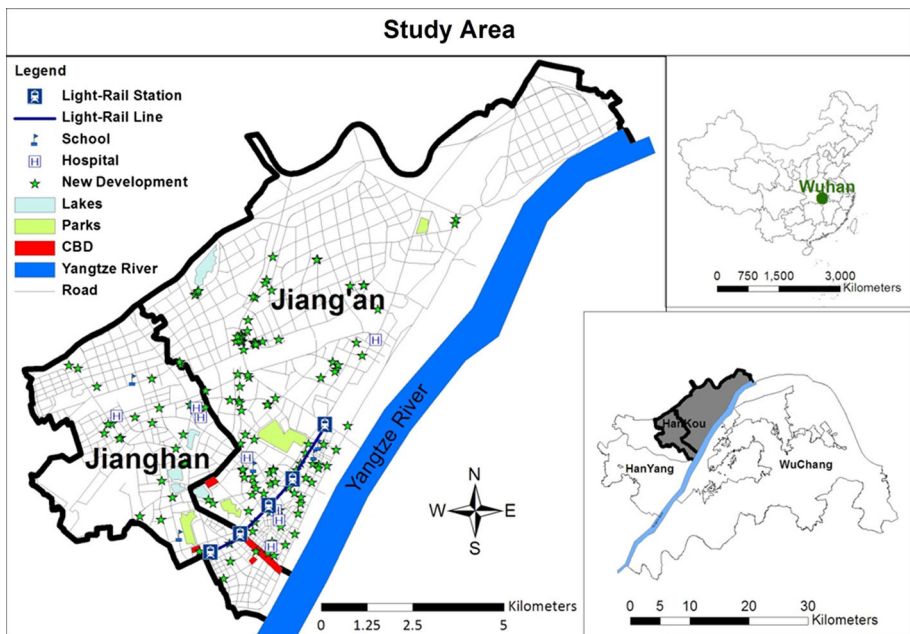 Study Area
Legend
Light-Rail Station
Light-Rail Line
School
H Hospital
New Development
Lakes
Parks
CBD
Yangtze River
Road
Jiang'an
Jianghan
Yangtze River
H
H
H
H
H
H
H
H
N
W E
S
Kilometers
0 1.25 2.5 5
Wuhan
0 750 1,500 3,000
Kilometers
HanKou
HanYang
WuChang
Kilometers
0 5 10 20 30